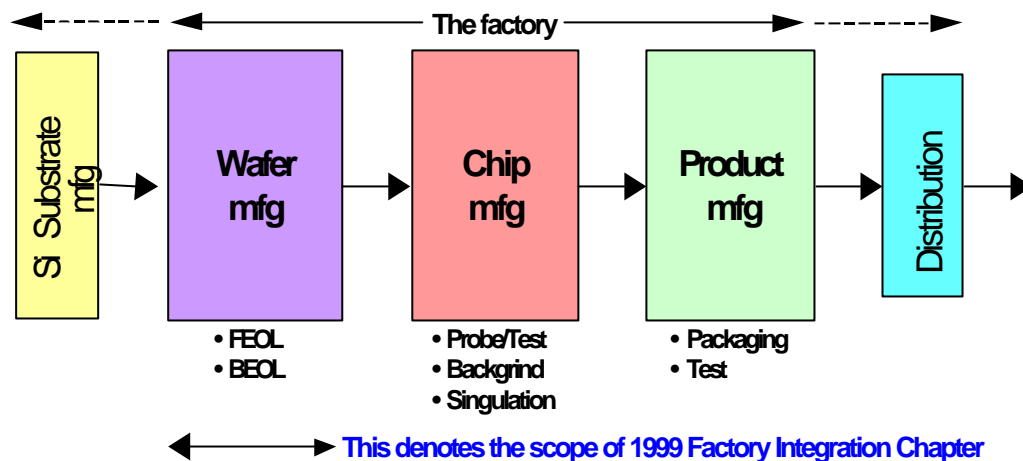 The factory
Si Substrate
mfg
Wafer
mfg
Chip
mfg
Product
mfg
Distribution
• FEOL
• BEOL
• Probe/Test
• Backgrind
• Singulation
• Packaging
• Test
This denotes the scope of 1999 Factory Integration Chapter